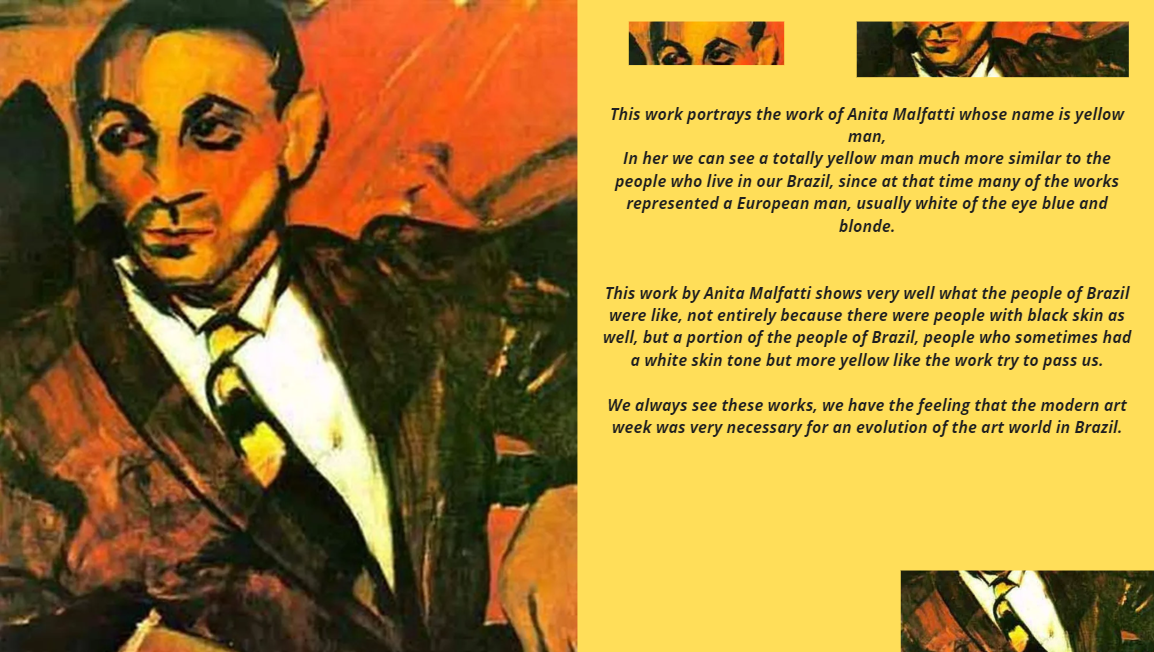 This work portrays the work of Anita Malfatti whose name is yellow
man,
In her we can see a totally yellow man much more similar to the
people who live in our Brazil, since at that time many of the works
represented a European man, usually white of the eye blue and
blonde.
This work by Anita Malfatti shows very well what the people of Brazil
were like, not entirely because there were people with black skin as
well, but a portion of the people of Brazil, people who sometimes had
a white skin tone but more yellow like the work try to pass us.
We always see these works, we have the feeling that the modern art
week was very necessary for an evolution of the art world in Brazil.